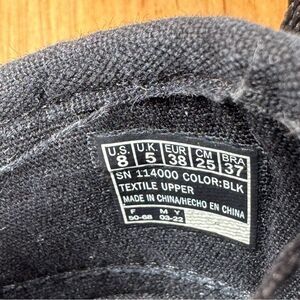 U.S. U.K. EUR CM BRA
8 5 38 25 37
SN 114000 COLOR:BLK
TEXTILE UPPER
MADE IN CHINA/HECHO EN CHINA
F M Y
50-68 03-22